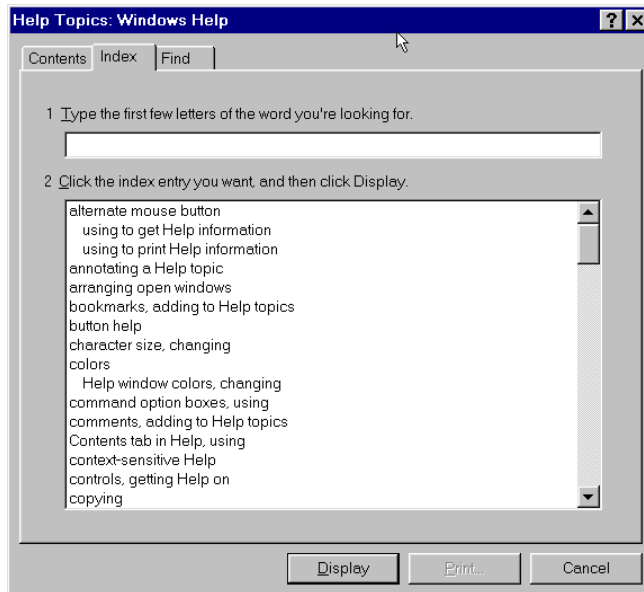 Help Topics: Windows Help
Contents Index Find
1 Type the first few letters of the word you're looking for.
2 Click the index entry you want, and then click Display.
alternate mouse button
using to get Help information
using to print Help information
annotating a Help topic
arranging open windows
bookmarks, adding to Help topics
button help
character size, changing
colors
Help window colors, changing
command option boxes, using
comments, adding to Help topics
Contents tab in Help, using
context-sensitive Help
controls, getting Help on
copying
Display Print... Cancel